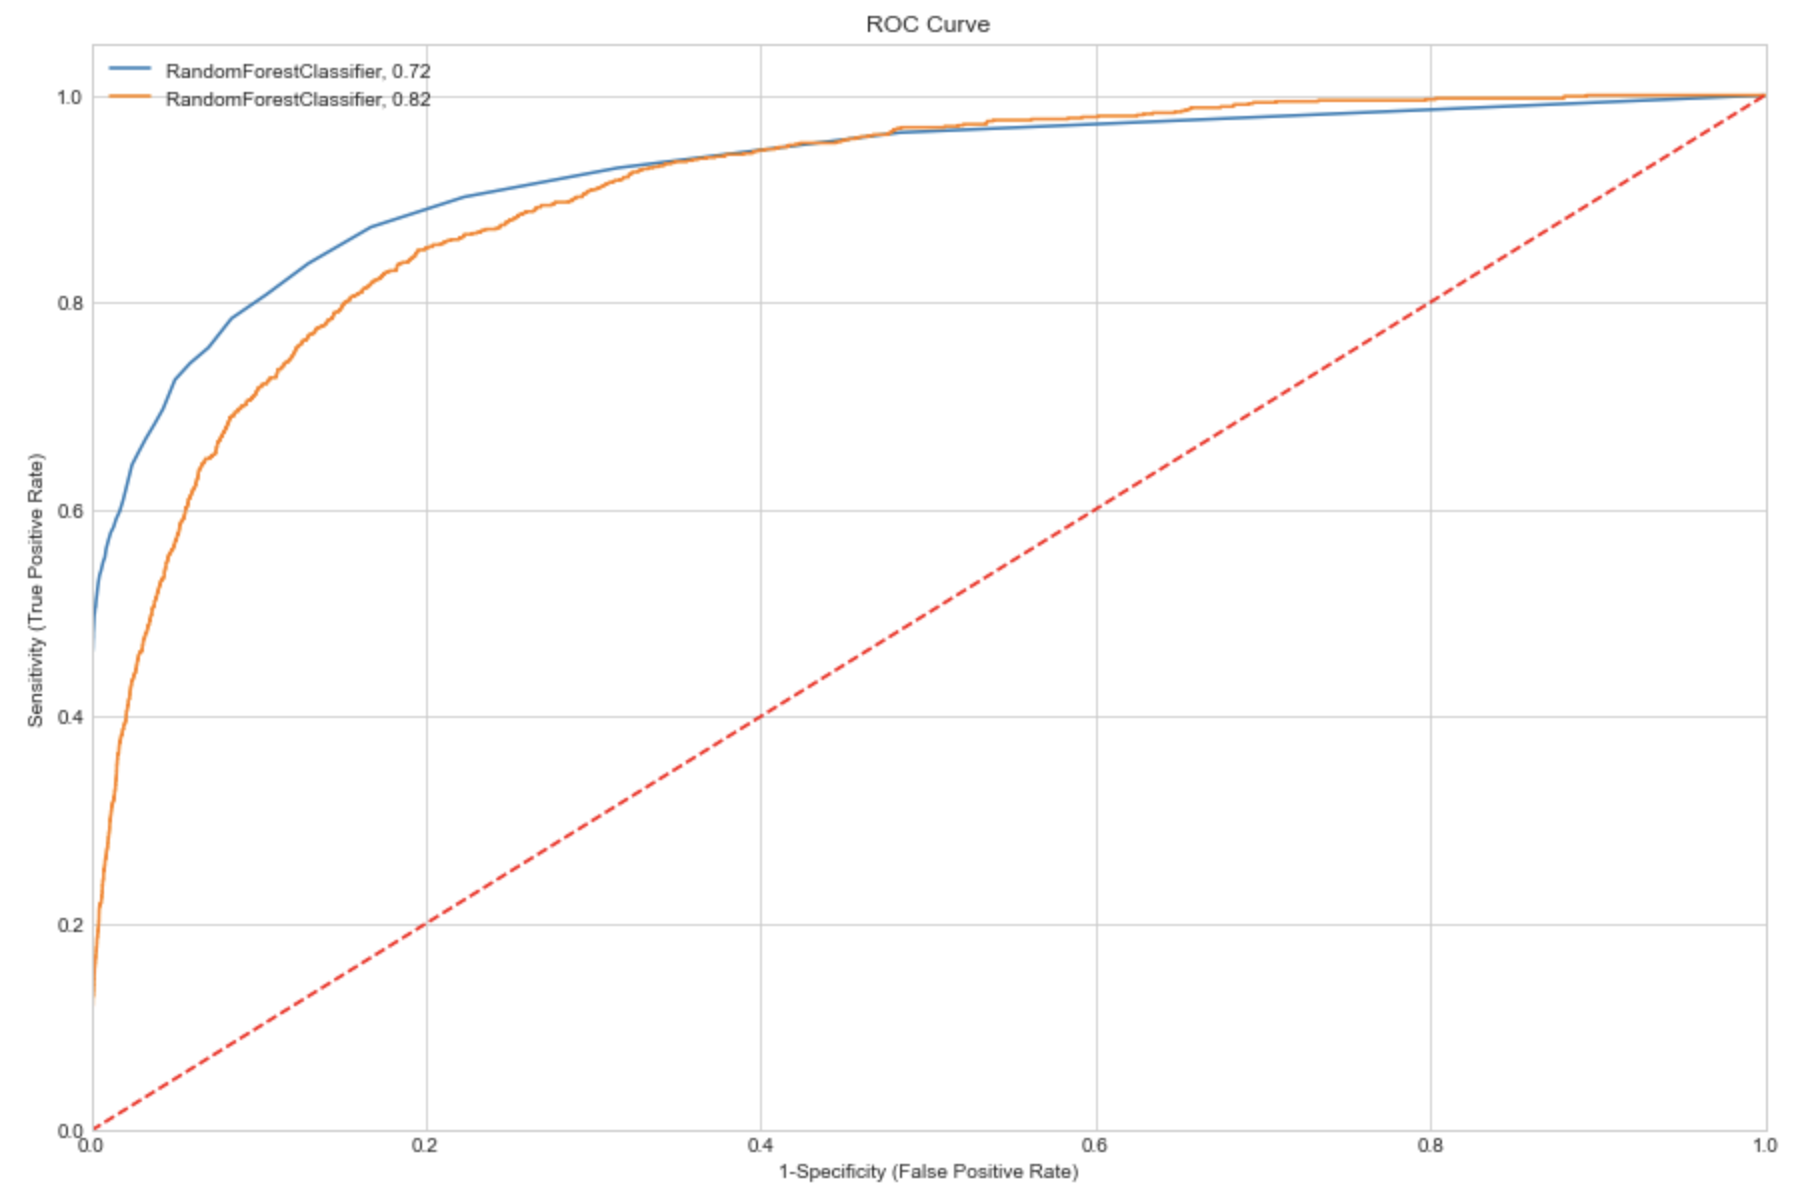 ROC Curve
RandomForestClassifier, 0.72
RandomForestClassifier, 0.82
1.0
0.8
0.6
0.4
0.2
0.0
Sensitivity (True Positive Rate)
0.0
0.2
0.4
0.6
0.8
1.0
1-Specificity (False Positive Rate)